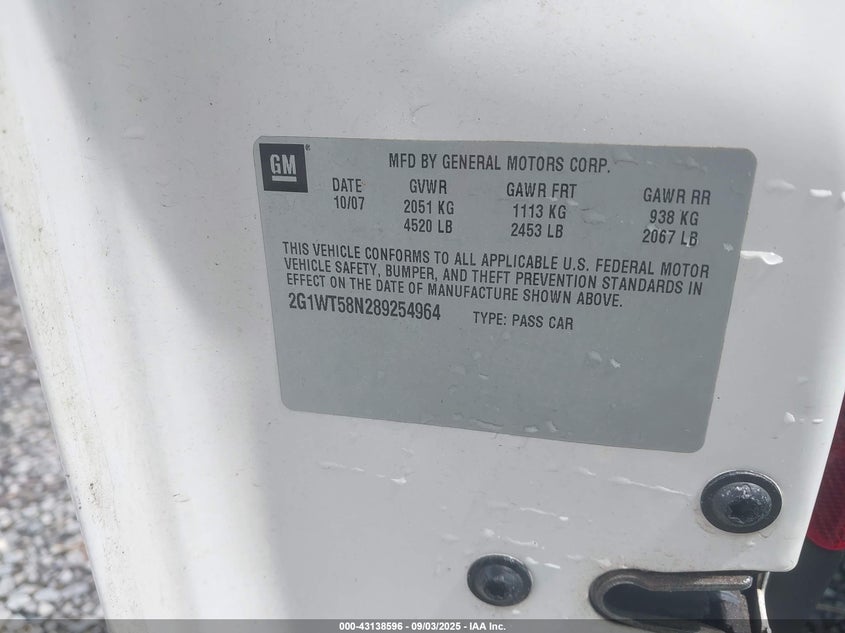 GM®
MFD BY GENERAL MOTORS CORP.
DATE GVWR GAWR FRT GAWR RR
10/07 2051 KG 1113 KG 938 KG
4520 LB 2453 LB 2067 LB
THIS VEHICLE CONFORMS TO ALL APPLICABLE U.S. FEDERAL MOTOR
VEHICLE SAFETY, BUMPER, AND THEFT PREVENTION STANDARDS IN
EFFECT ON THE DATE OF MANUFACTURE SHOWN ABOVE.
2G1WT58N289254964 TYPE: PASS CAR
000-43138596 - 09/03/2025 - IAA Inc.